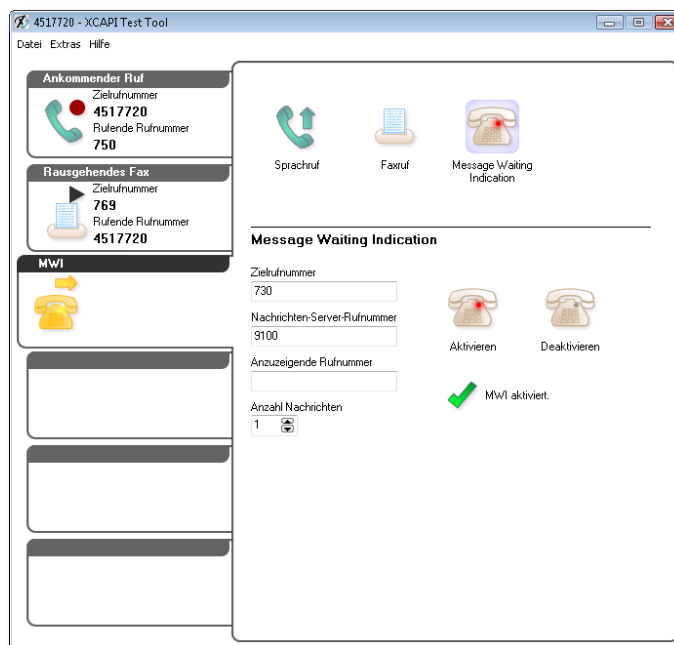 4517720 - XCAPI Test Tool
Datei Extras Hilfe
Ankommender Ruf
Zielrufnummer
4517720
Rufende Rufnummer
750
Rausgehendes Fax
Zielrufnummer
769
Rufende Rufnummer
4517720
MWI
Sprachruf
Faxruf
Message Waiting
Indication
Message Waiting Indication
Zielrufnummer
730
Nachrichten-Server-Rufnummer
9100
Anzuzeigende Rufnummer
Anzahl Nachrichten
1
Aktivieren
Deaktivieren
MWI aktiviert.